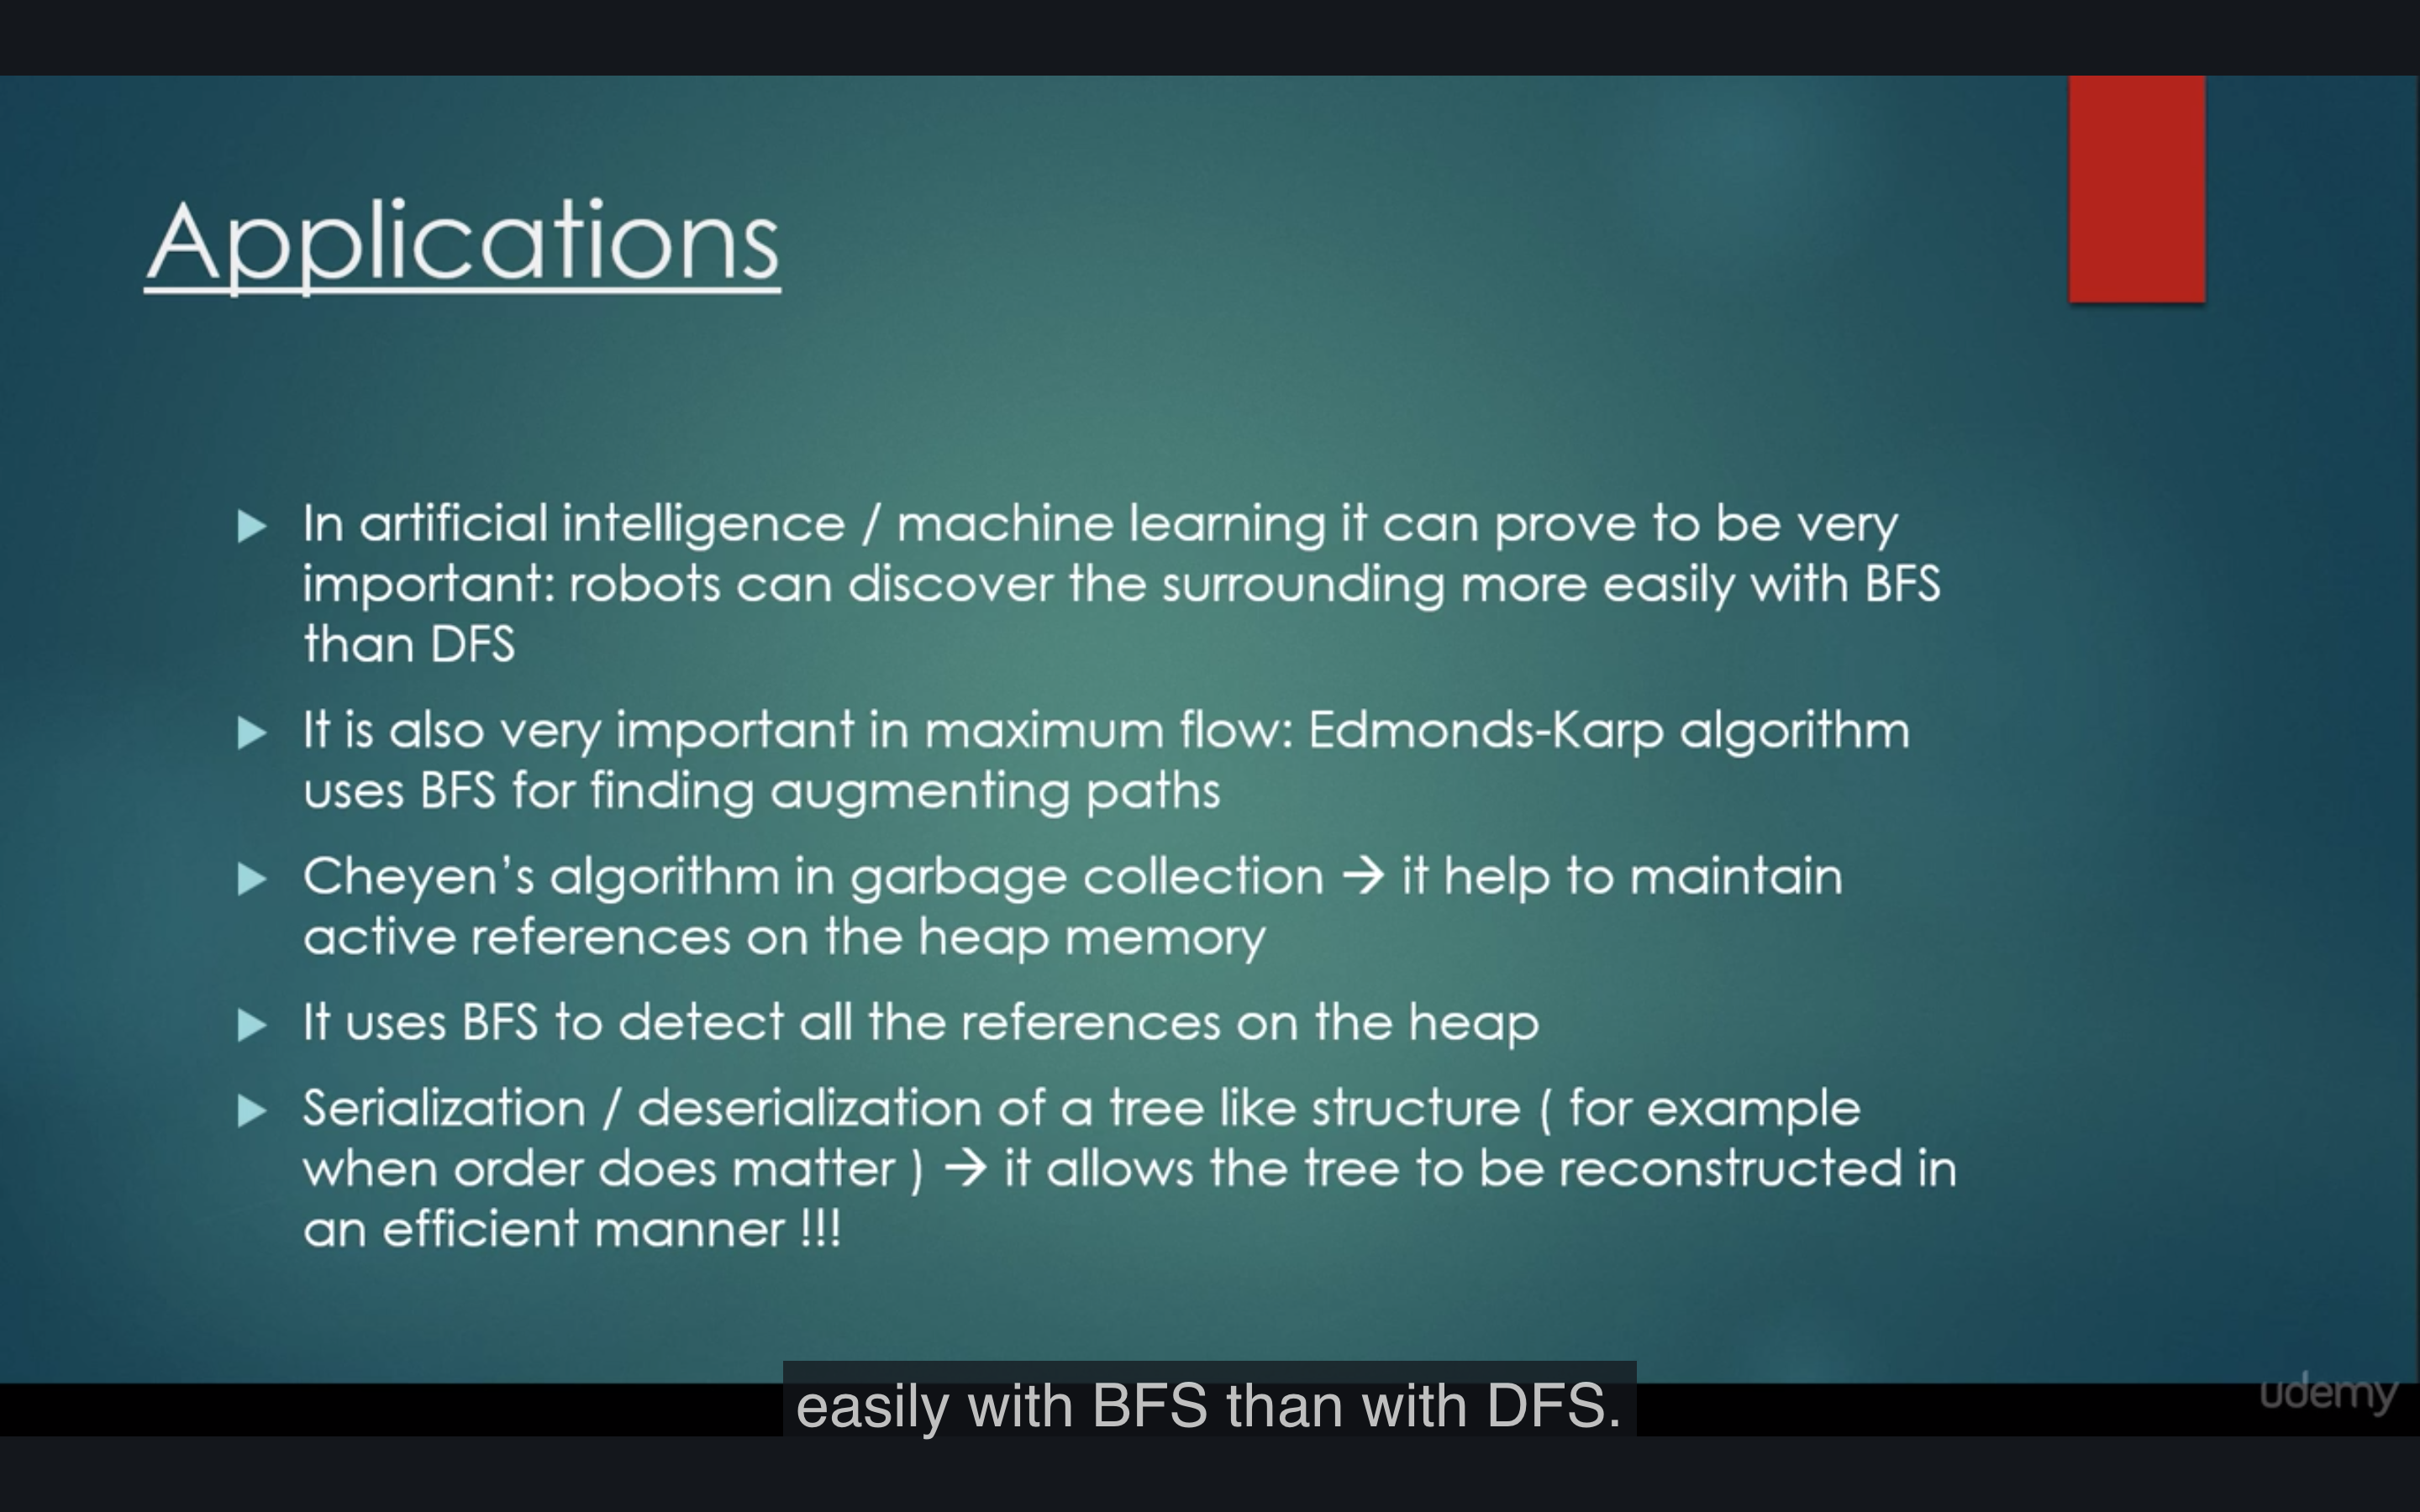 Applications
In artificial intelligence / machine learning it can prove to be very
important: robots can discover the surrounding more easily with BFS
than DFS
It is also very important in maximum flow: Edmonds-Karp algorithm
uses BFS for finding augmenting paths
Cheyen's algorithm in garbage collection → it help to maintain
active references on the heap memory
It uses BFS to detect all the references on the heap
Serialization / deserialization of a tree like structure ( for example
when order does matter ) → it allows the tree to be reconstructed in
an efficient manner !!!
easily with BFS than with DFS.
udemy